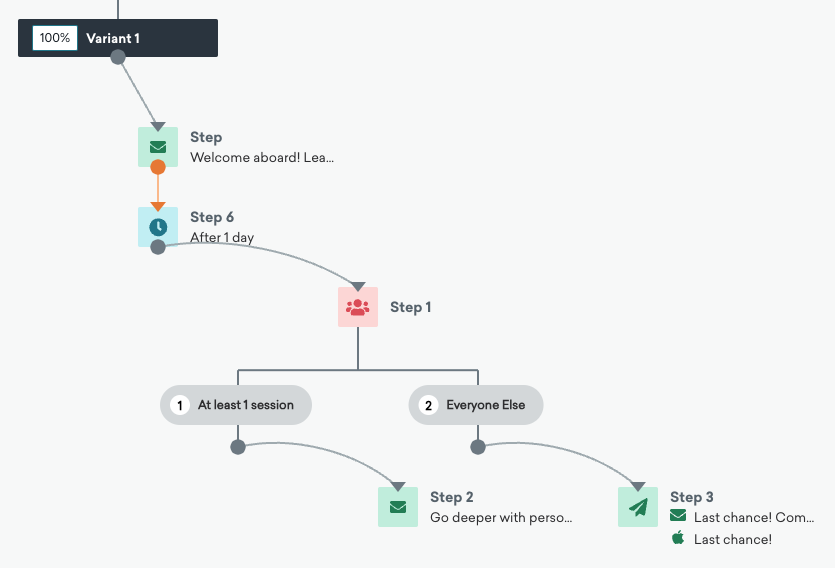 100% Variant 1
Step
Welcome aboard! Lea...
Step 6
After 1 day
Step 1
1 At least 1 session
2 Everyone Else
Step 2
Go deeper with perso...
Step 3
Last chance! Com...
Last chance!